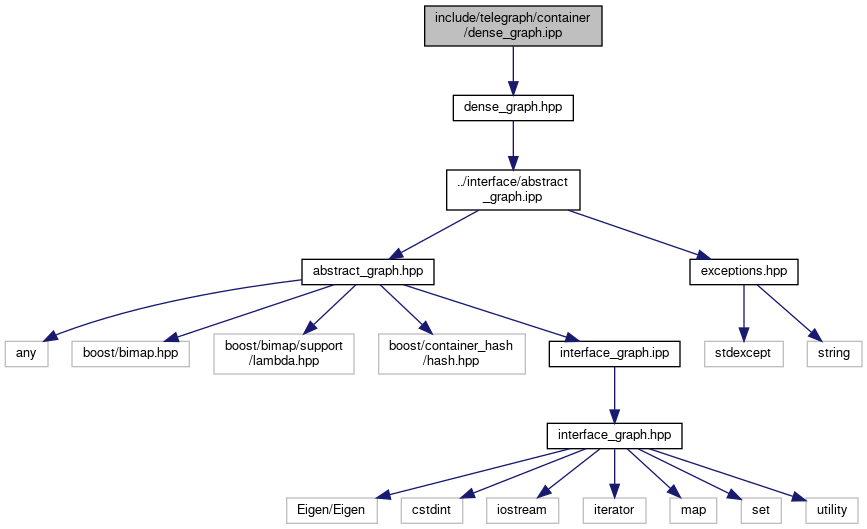 include/telegraph/container
/dense_graph.ipp
dense_graph.hpp
../interface/abstract
_graph.ipp
abstract_graph.hpp
exceptions.hpp
any
boost/bimap.hpp
boost/bimap/support
/lambda.hpp
boost/container_hash
/hash.hpp
interface_graph.ipp
stdexcept
string
interface_graph.hpp
Eigen/Eigen
cstdint
iostream
iterator
map
set
utility